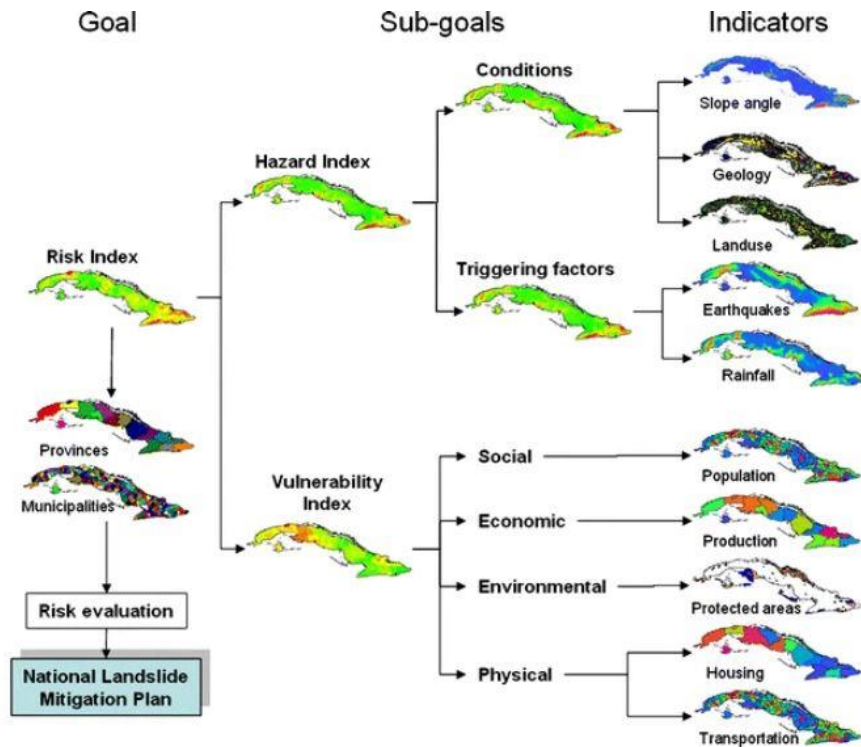 Goal
Sub-goals
Indicators
Conditions
Slope angle
Hazard Index
Geology
Landuse
Risk Index
Triggering factors
Earthquakes
Rainfall
Provinces
Municipalities
Vulnerability
Index
Social
Population
Economic
Production
Environmental
Protected areas
Risk evaluation
National Landslide
Mitigation Plan
Physical
Housing
Transportation